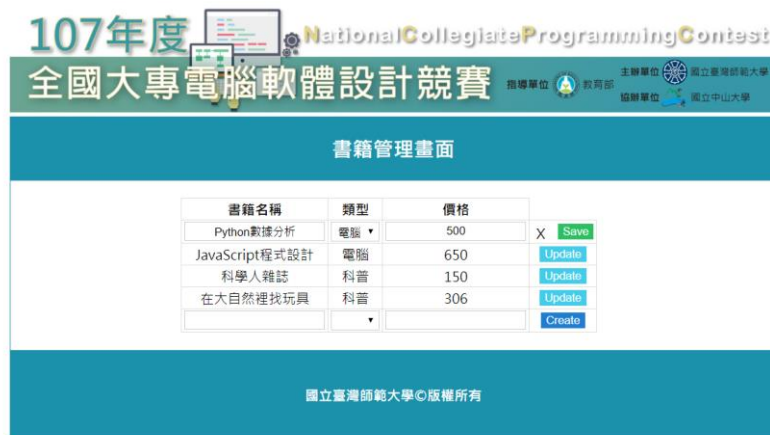 107年度
NationalCollegiateProgrammingContest
全國大專電腦軟體設計競賽
指導單位 教育部
主辦單位 國立臺灣師範大學
協辦單位 國立中山大學
書籍管理畫面
書籍名稱 類型 價格
Python數據分析 電腦 500 X Save
JavaScript程式設計 電腦 650 Update
科學人雜誌 科普 150 Update
在大自然裡找玩具 科普 306 Update
Create
國立臺灣師範大學©版權所有